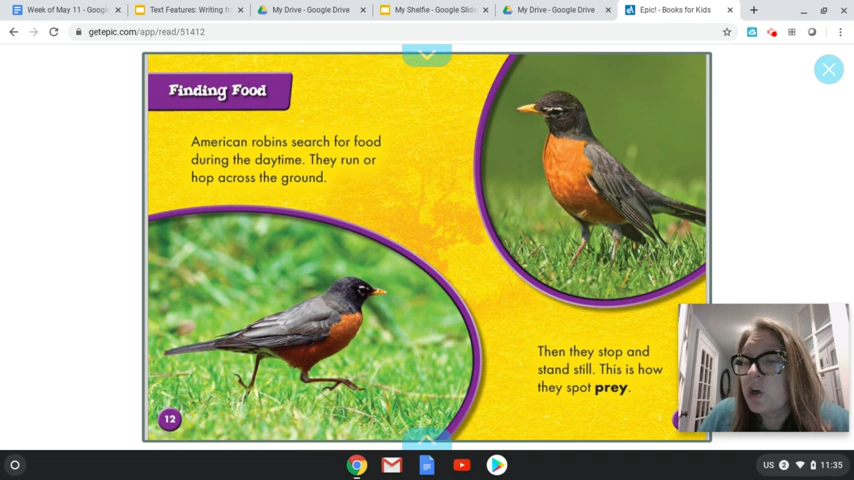 Week of May 11 - Googl
Text Features: Writing f
My Drive - Google Drive
My Shelfie - Google Slide
My Drive - Google Drive
Epic! - Books for Kids
getepic.com/app/read/51412
Finding Food
American robins search for food
during the daytime. They run or
hop across the ground.
Then they stop and
stand still. This is how
they spot prey.
12
US 2 11:35